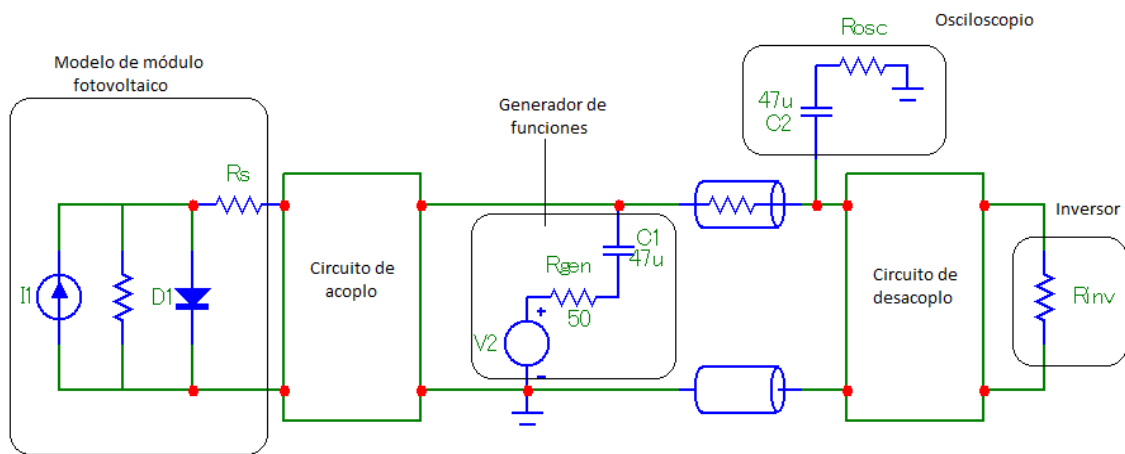 Osciloscopio
Rosc
47u
C2
Modelo de módulo
fotovoltaico
Generador de
funciones
Rs
Inversor
C1
47u
Rgen
50
V2
+
-
I1
D1
Circuito de
acoplo
Circuito de
desacoplo
Rinv